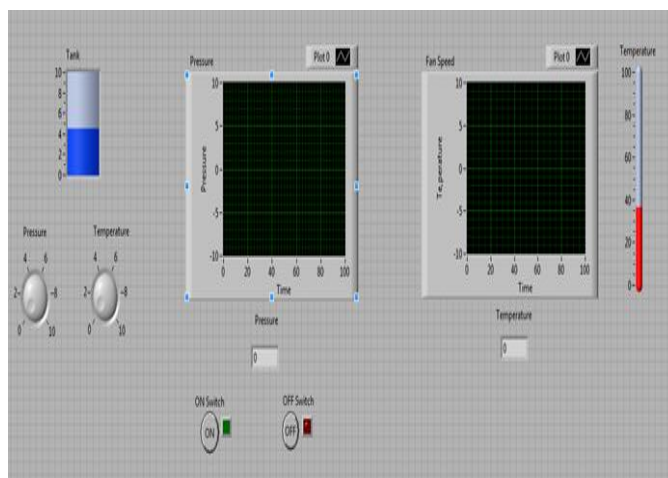 Tank
10
8
6
4
2
0
Pressure
Plot 0
10
5
0
-5
-10
Pressure
0 20 40 60 80 100
Time
Fan Speed
Plot 0
10
5
0
-5
-10
Te,perature
0 20 40 60 80 100
Time
Temperature
100
80
60
40
20
0
Pressure
4 6
2 8
0 10
Temperature
4 6
2 8
0 10
Pressure
0
Temperature
0
ON Switch
ON
OFF Switch
OFF